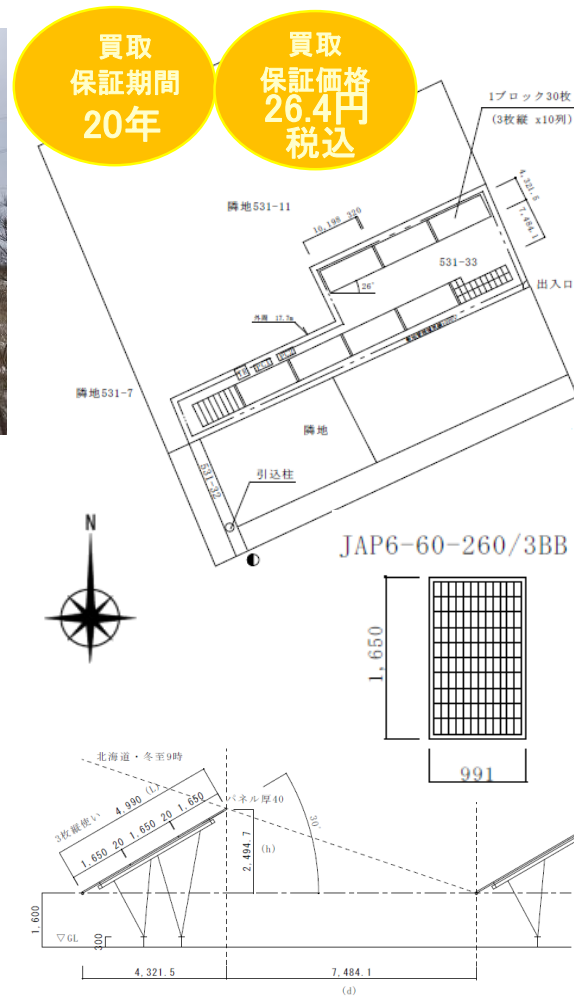 買取
保証期間
20年
買取
保証価格
26.4円
税込
1ブロック30枚
(3枚縦 x10列)
4,321.5
7,484.1
隣地531-11
10,198 320
531-33
26°
出入口
外周 17.7m
隣地531-7
隣地
531-32
引込柱
N
JAP6-60-260/3BB
1,650
991
北海道・冬至9時
3枚縦使い 4,990 (L)
1,650 20 1,650 20 1,650
パネル厚40
2,494.7
(h)
30°
1,600
▽GL
300
4,321.5
7,484.1
(d)